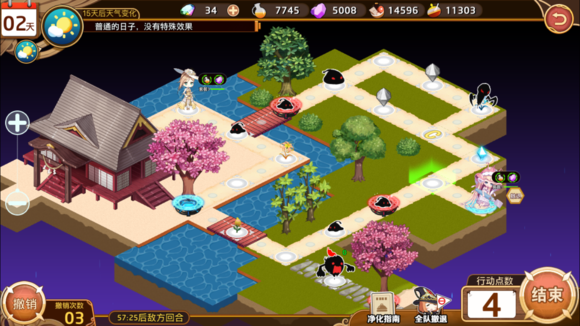 02天
15天后天气变化
34
7745
5008
14596
11303
普通的日子，没有特殊效果
撤销
撤销次数
03
57:25后敌方回合
净化指南
全队撤退
行动点数
4
结束